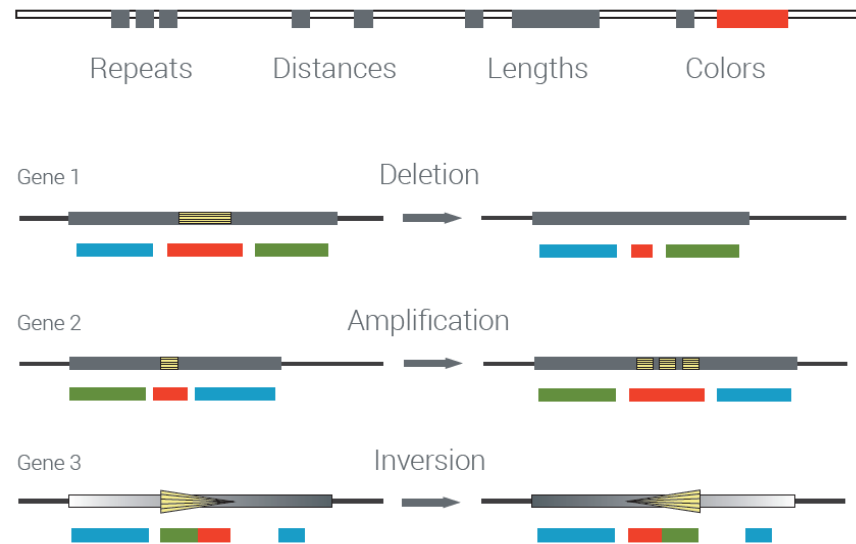 Repeats Distances Lengths Colors
Gene 1 Deletion
Gene 2 Amplification
Gene 3 Inversion